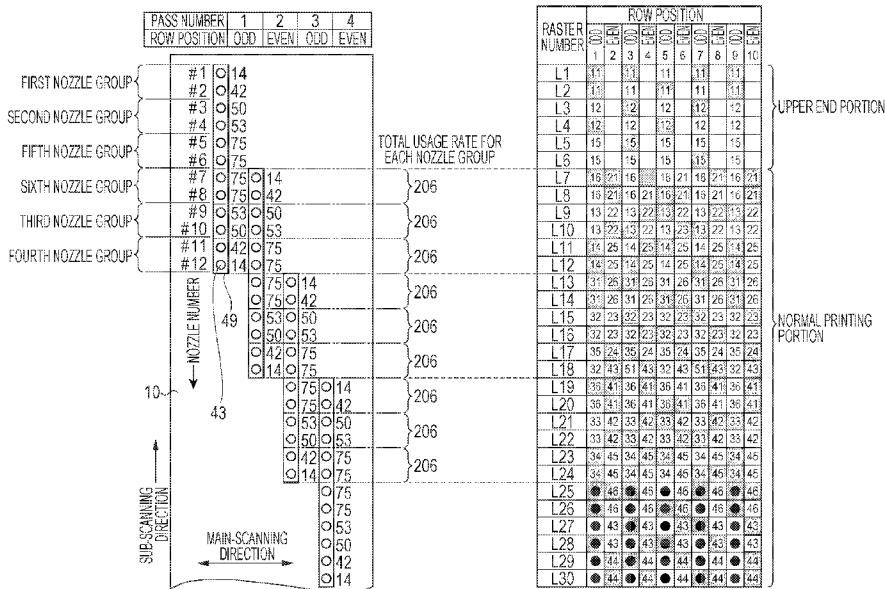 PASS NUMBER 1 2 3 4
ROW POSITION ODD EVEN ODD EVEN
FIRST NOZZLE GROUP
SECOND NOZZLE GROUP
FIFTH NOZZLE GROUP
SIXTH NOZZLE GROUP
THIRD NOZZLE GROUP
FOURTH NOZZLE GROUP
#1 14
#2 42
#3 50
#4 53
#5 75
#6 75
#7 75 14
#8 75 42
#9 53 50
#10 50 53
#11 42 75
#12 14 75
75 14
75 42
53 50
50 53
42 75
14 75
75 14
75 42
53 50
50 53
42 75
14 75
75
75
53
50
42
14
TOTAL USAGE RATE FOR
EACH NOZZLE GROUP
206
206
206
206
206
206
206
206
206
NOZZLE NUMBER
49
43
10
SUB-SCANNING
DIRECTION
MAIN-SCANNING
DIRECTION
RASTER
NUMBER
ROW POSITION
ODD EVEN ODD EVEN ODD EVEN ODD EVEN ODD EVEN
1 2 3 4 5 6 7 8 9 10
L1 11 11 11 11 11
L2 11 11 11 11 11
L3 12 12 12 12 12
L4 12 12 12 12 12
L5 15 15 15 15 15
L6 15 15 15 15 15
L7 16 21 16 16 21 16 21 16 21
L8 16 21 16 21 16 21 16 21 16 21
L9 13 22 13 22 13 22 13 22 13 22
L10 13 22 13 22 13 23 13 22 13 22
L11 14 25 14 25 14 25 14 25 14 25
L12 14 25 14 25 14 25 14 25 14 25
L13 31 26 31 26 31 26 31 26 31 26
L14 31 26 31 26 31 26 31 26 31 26
L15 32 23 32 23 32 23 32 23 32 23
L16 32 23 32 23 32 23 32 23 32 23
L17 35 24 35 24 35 24 35 24 35 24
L18 32 43 51 43 32 43 51 43 32 43
L19 36 41 36 41 36 41 36 41 36 41
L20 36 41 36 41 36 41 36 41 36 41
L21 33 42 33 42 33 42 33 42 33 42
L22 33 42 33 42 33 42 33 42 33 42
L23 34 45 34 45 34 45 34 45 34 45
L24 34 45 34 45 34 45 34 45 34 45
L25 46 46 46 46 46
L26 46 46 46 46 46
L27 43 43 43 43 43
L28 43 43 43 43 43
L29 44 44 44 44 44
L30 44 44 44 44 44
UPPER END PORTION
NORMAL PRINTING
PORTION